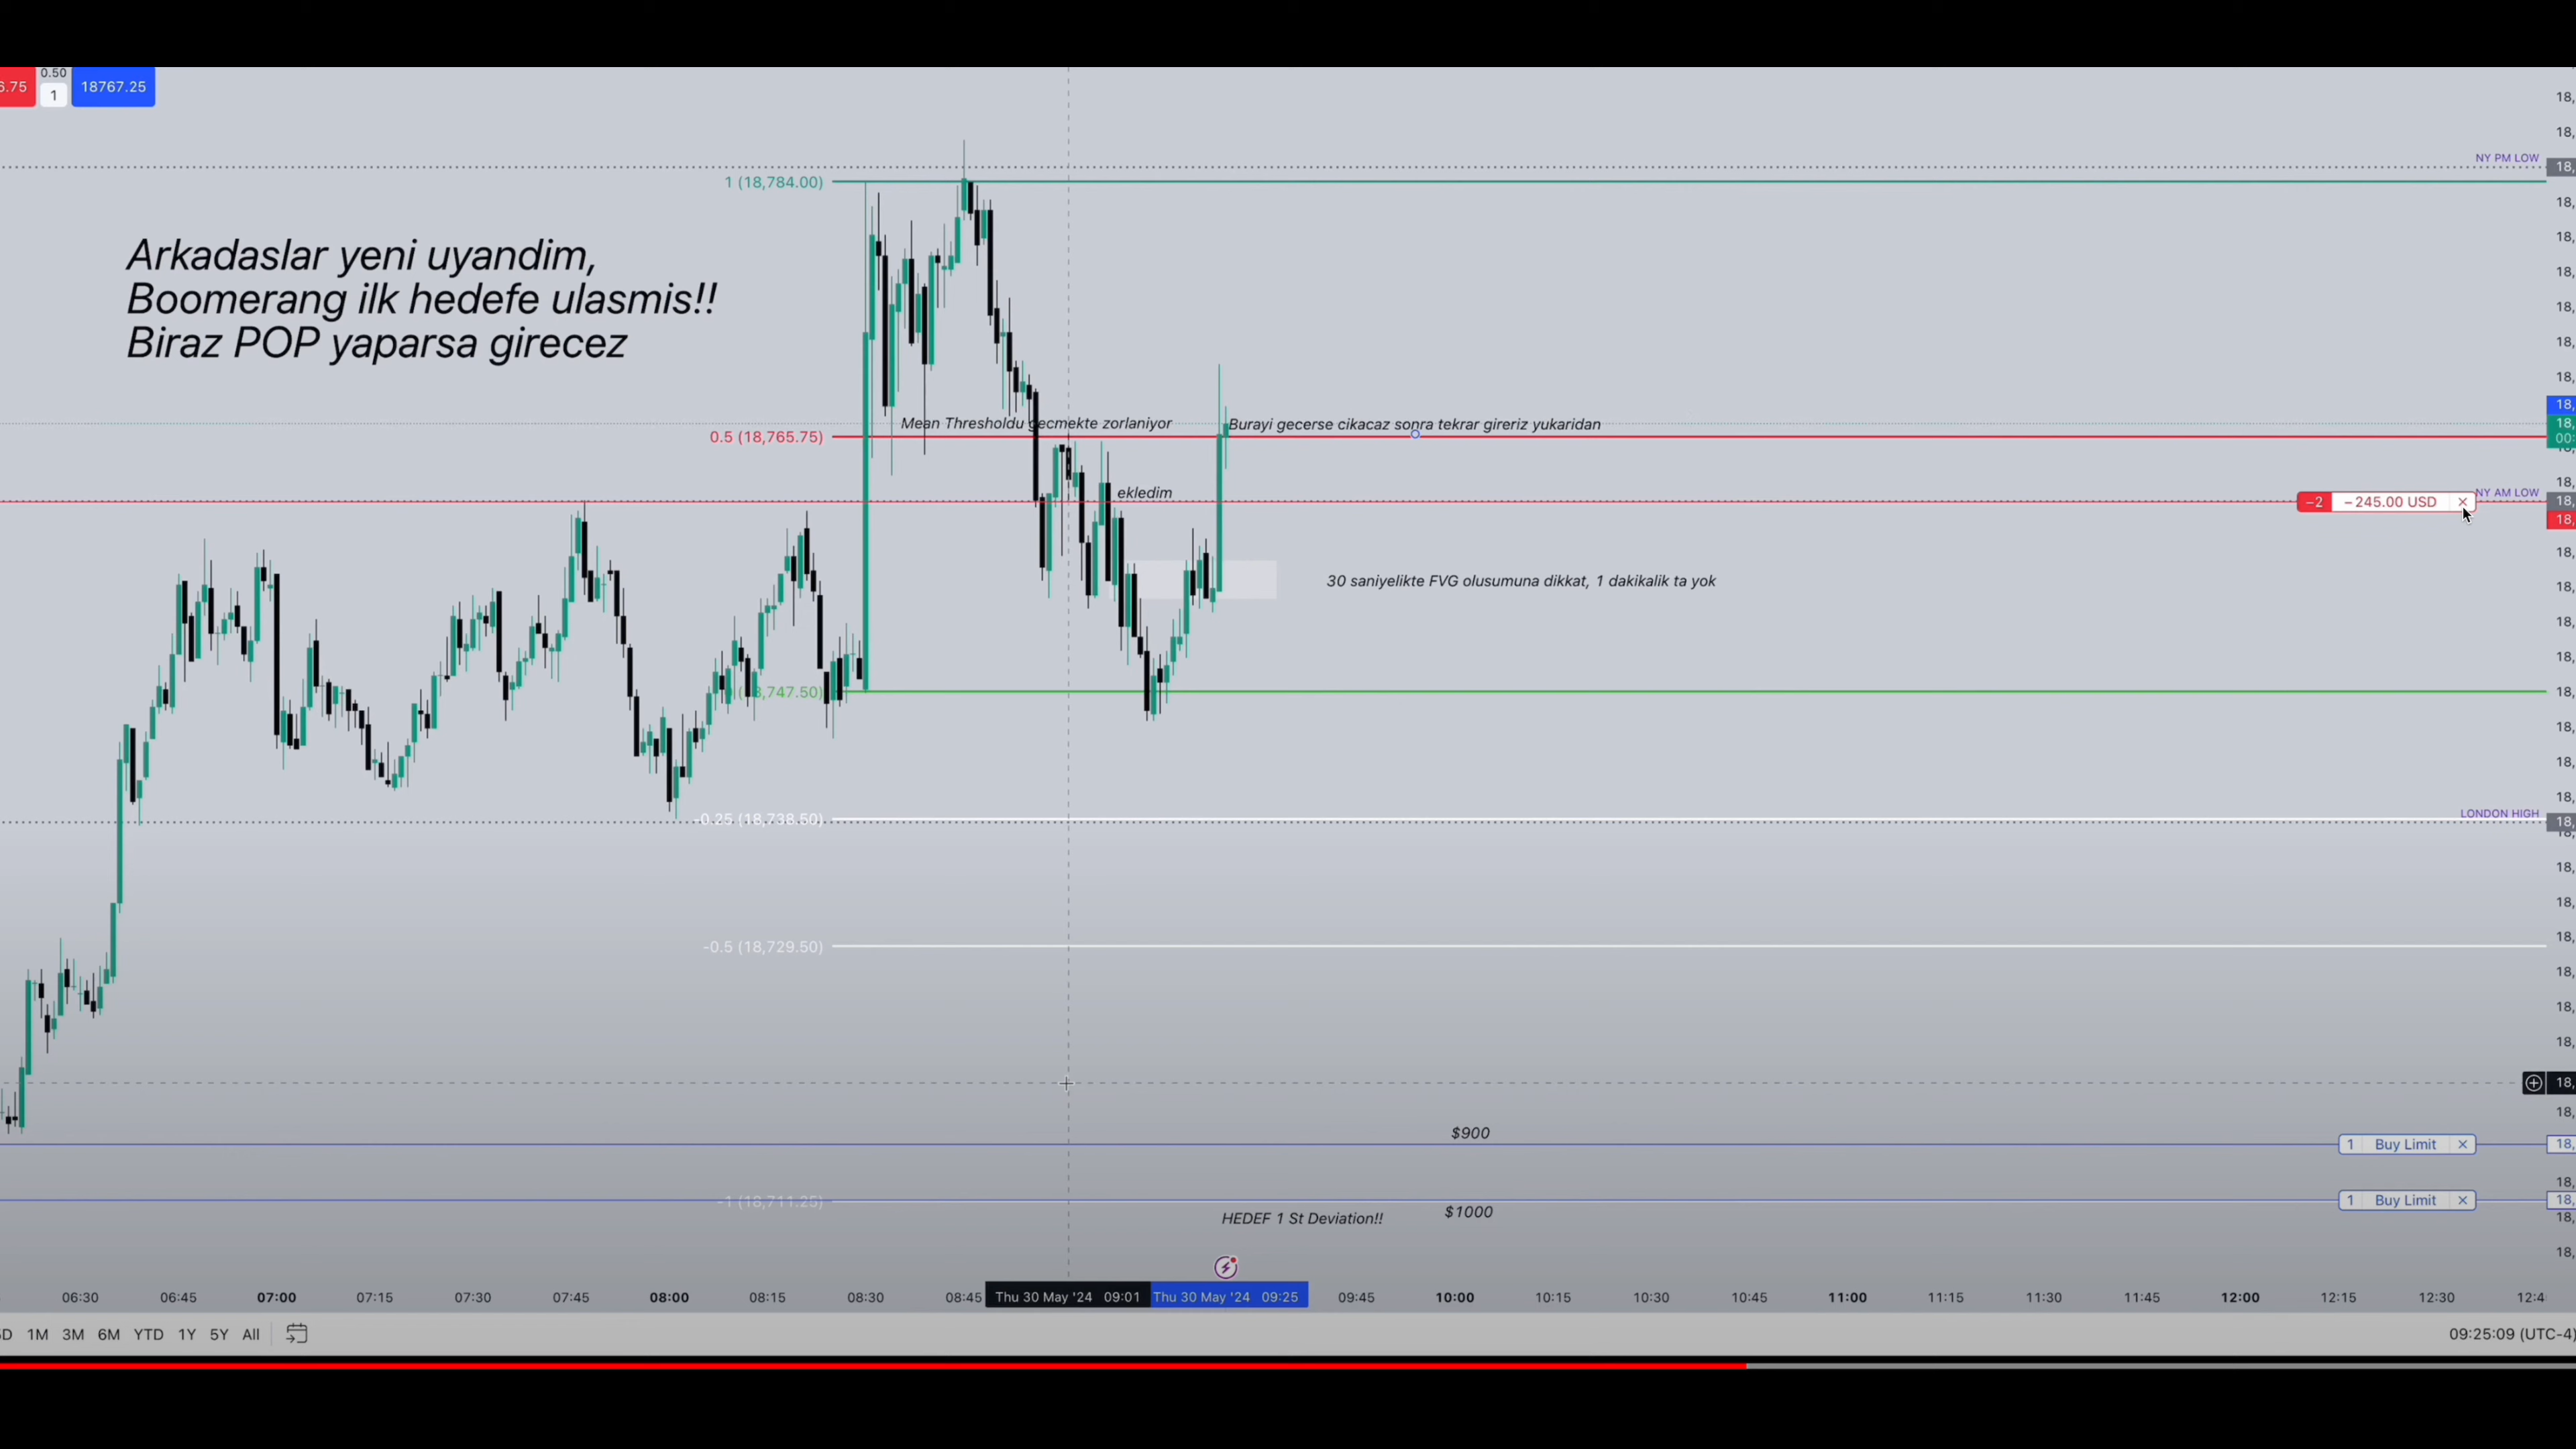 0.50
6.75 1 18767.25
NY PM LOW
1 (18,784.00)
Arkadaslar yeni uyandim,
Boomerang ilk hedefe ulasmis!!
Biraz POP yaparsa girecez
Mean Thresholdu gecmekte zorlaniyor
Burayi gecerse cikacaz sonra tekrar gireriz yukaridan
0.5 (18,765.75)
ekledim
NY AM LOW
−2 −245.00 USD
30 saniyelikte FVG olusumuna dikkat, 1 dakikalik ta yok
-0.25 (18,738.50)
LONDON HIGH
-0.5 (18,729.50)
$900
1 Buy Limit
-1 (18,711.25)
1 Buy Limit
$1000
HEDEF 1 St Deviation!!
06:30 06:45 07:00 07:15 07:30 07:45 08:00 08:15 08:30 08:45 Thu 30 May '24 09:01 Thu 30 May '24 09:25 09:45 10:00 10:15 10:30 10:45 11:00 11:15 11:30 11:45 12:00 12:15 12:30 12:4
1M 3M 6M YTD 1Y 5Y All
09:25:09 (UTC-4)